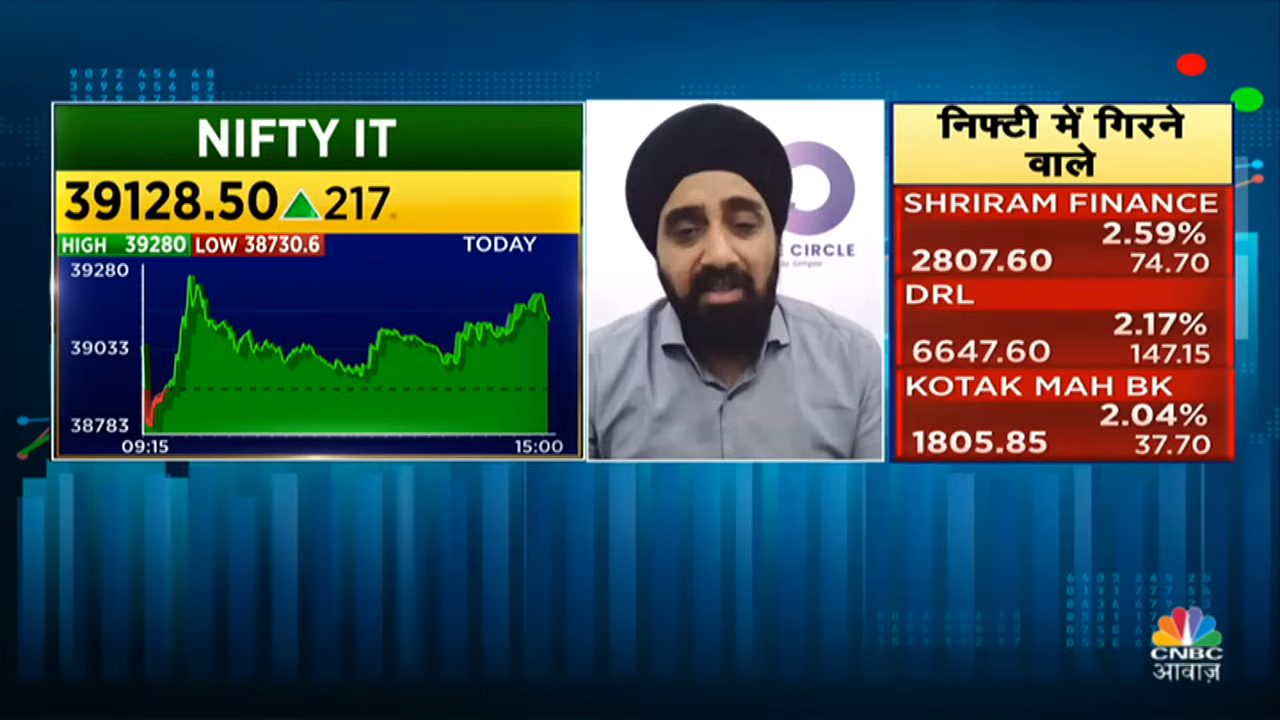 NIFTY IT
39128.50 217
HIGH 39280 LOW 38730.6 TODAY
39280
39033
38783
09:15 15:00
CIRCLE
Simple
निफ्टी में गिरने
वाले
SHRIRAM FINANCE
2.59%
2807.60 74.70
DRL
2.17%
6647.60 147.15
KOTAK MAH BK
2.04%
1805.85 37.70
CNBC
आवाज़